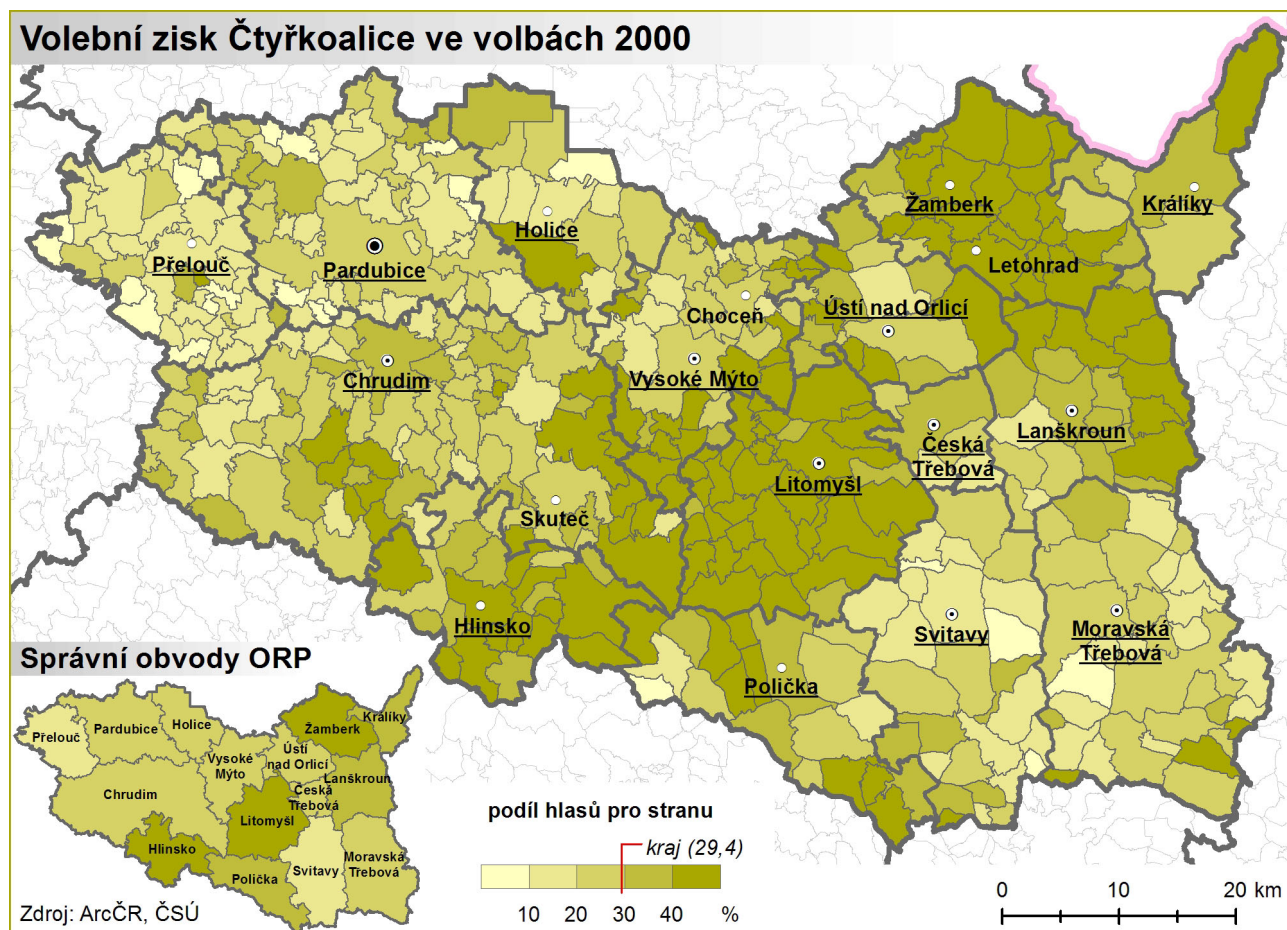 Volební zisk Čtyřkoalice ve volbách 2000
Žamberk
Králíky
Holice
Přelouč
Pardubice
Letohrad
Choceň
Ústí nad Orlicí
Chrudim
Vysoké Mýto
Lanškroun
Česká
Třebová
Litomyšl
Skuteč
Hlinsko
Svitavy
Moravská
Třebová
Polička
Správní obvody ORP
Přelouč
Pardubice
Holice
Žamberk
Králíky
Vysoké
Mýto
Ústí
nad Orlicí
Lanškroun
Chrudim
Česká
Třebová
Litomyšl
Hlinsko
Polička
Svitavy
Moravská
Třebová
podíl hlasů pro stranu
kraj (29,4)
10 20 30 40 %
Zdroj: ArcČR, ČSÚ
0 10 20 km